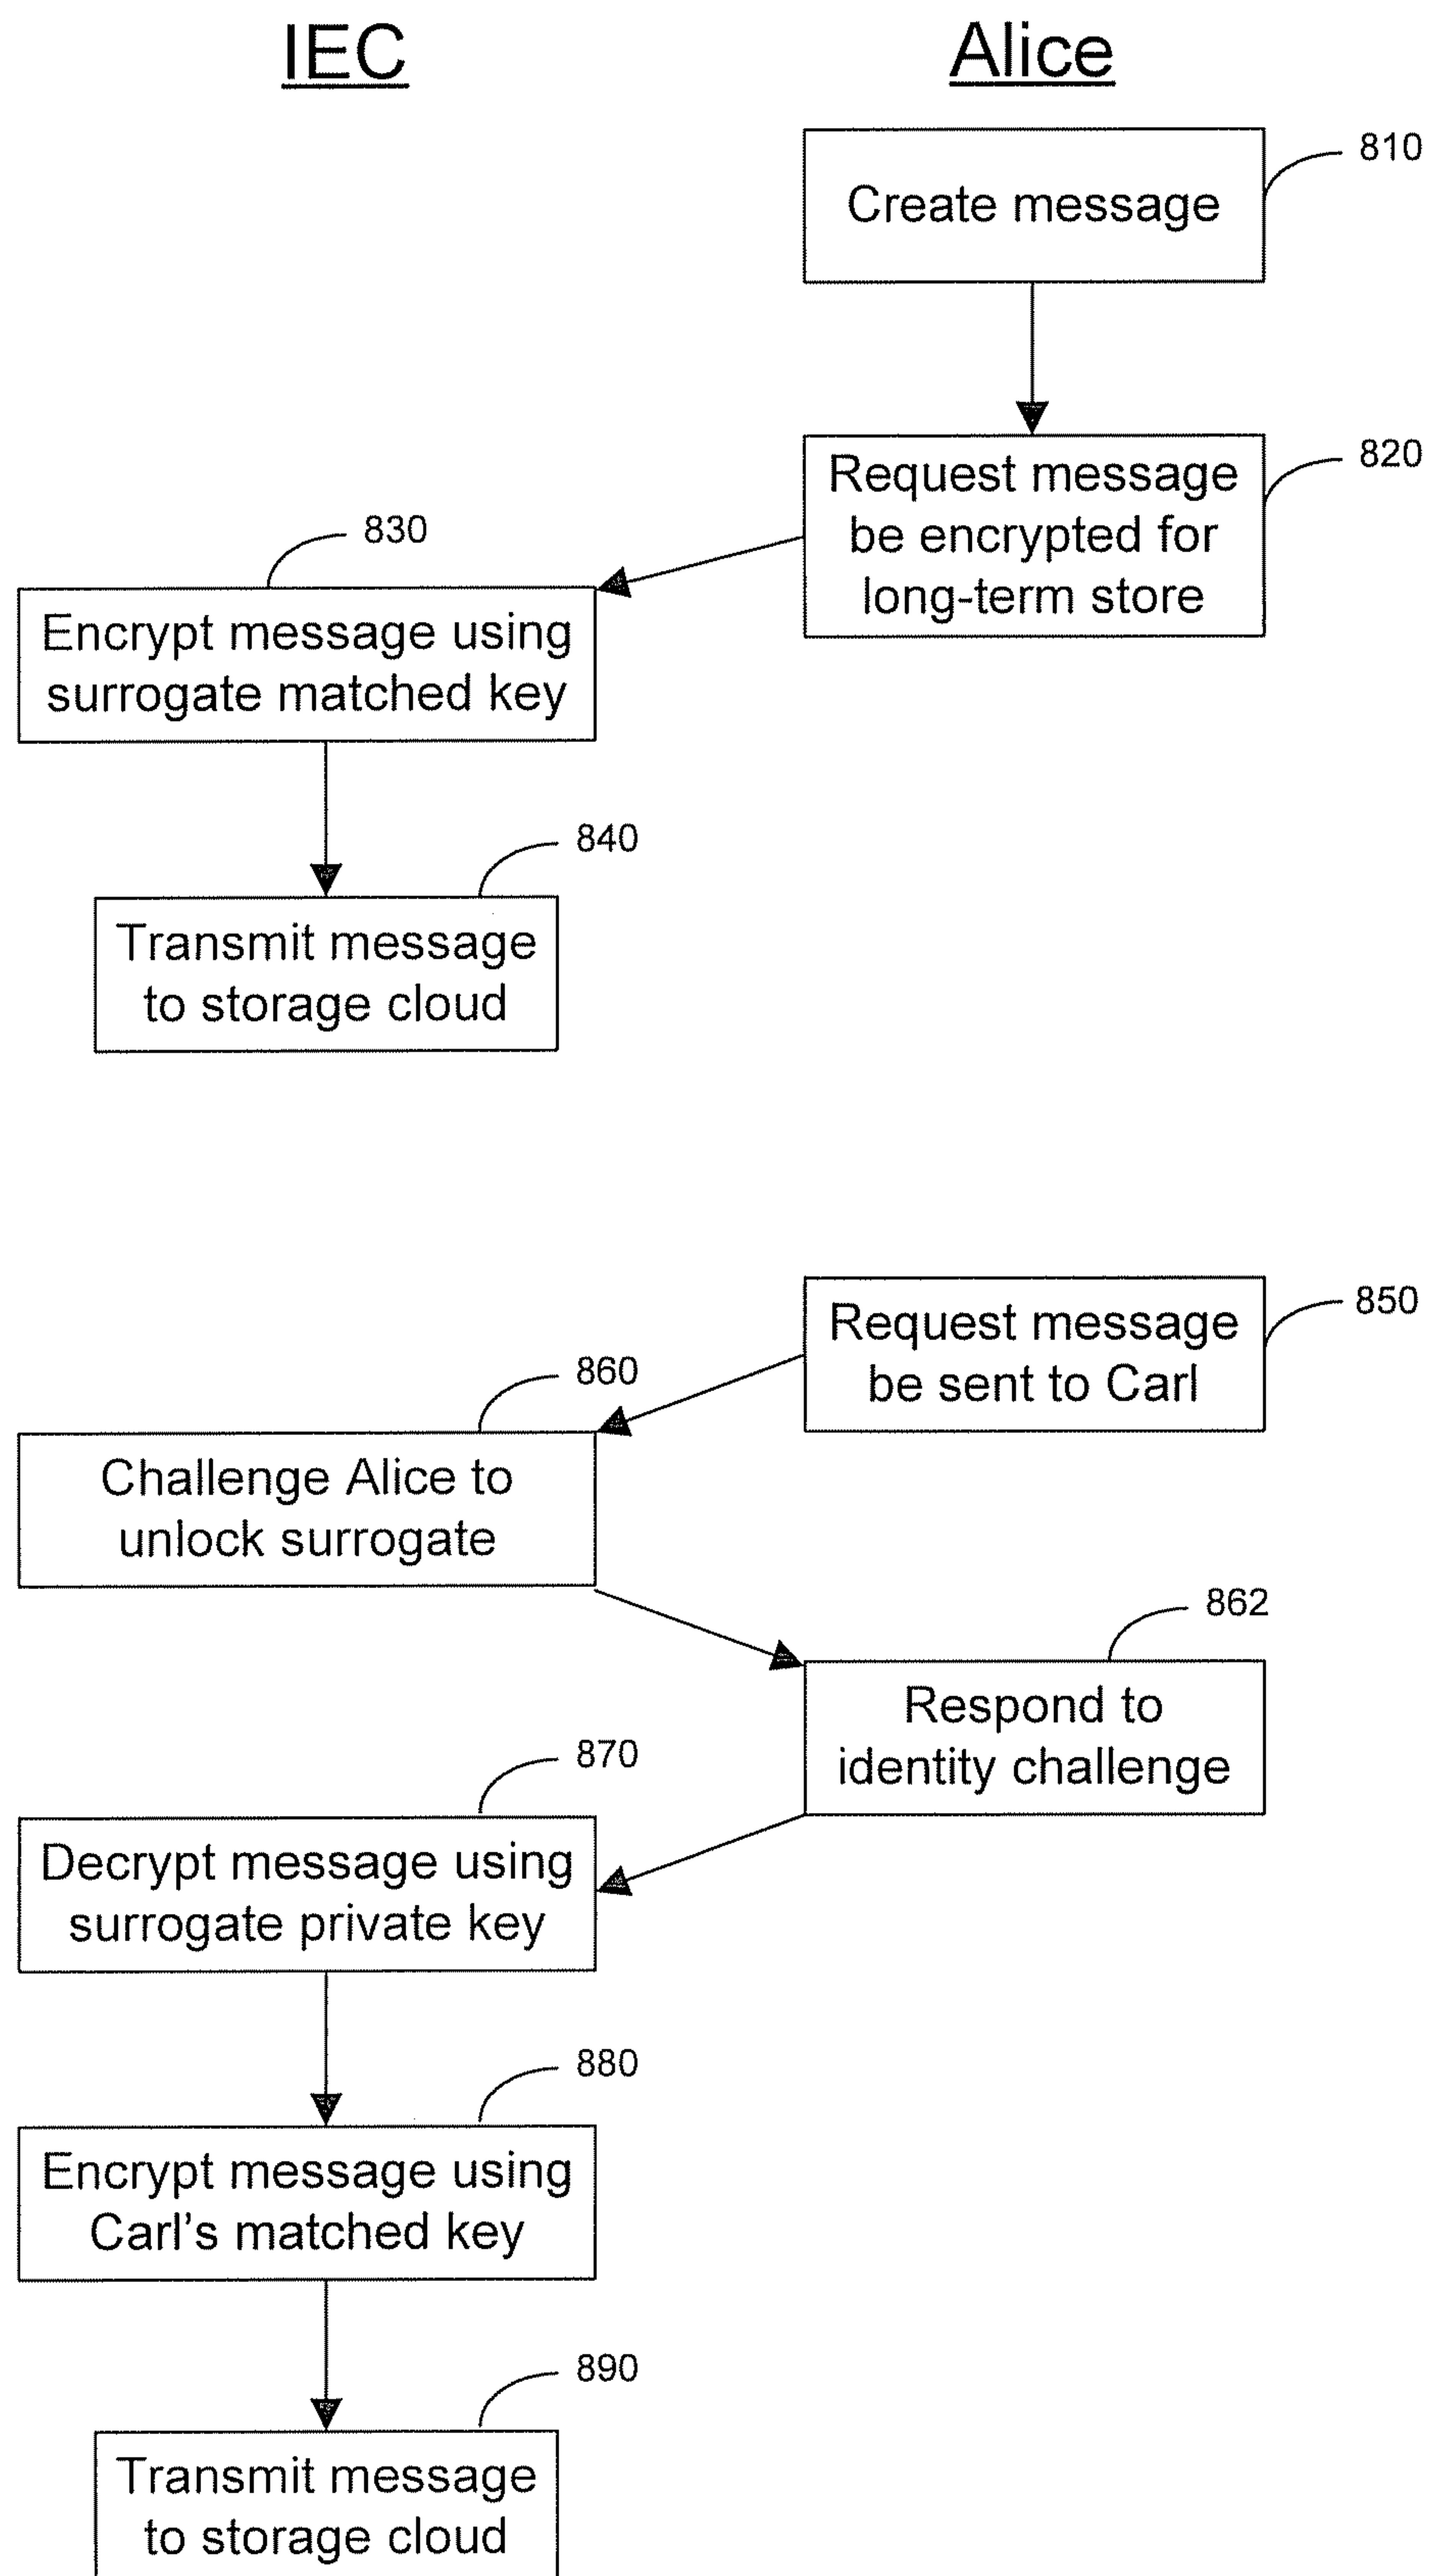 IEC
Alice
810
Create message
820
Request message
be encrypted for
long-term store
830
Encrypt message using
surrogate matched key
840
Transmit message
to storage cloud
850
Request message
be sent to Carl
860
Challenge Alice to
unlock surrogate
862
Respond to
identity challenge
870
Decrypt message using
surrogate private key
880
Encrypt message using
Carl's matched key
890
Transmit message
to storage cloud